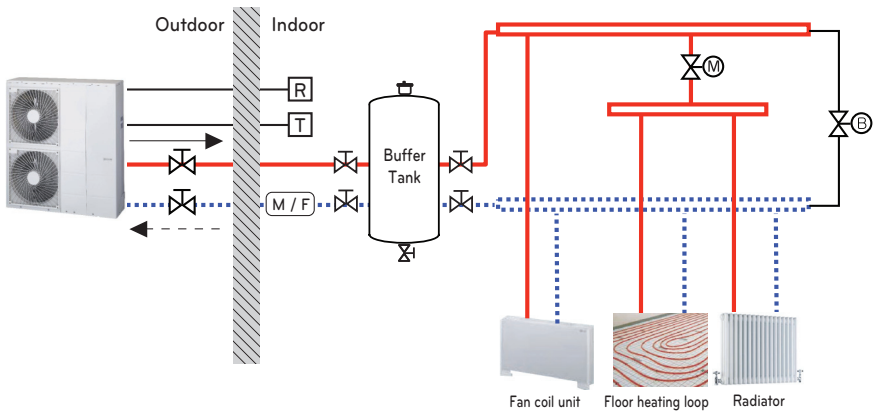 Outdoor
Indoor
R
T
M
B
Buffer
Tank
M / F
Fan coil unit
Floor heating loop
Radiator